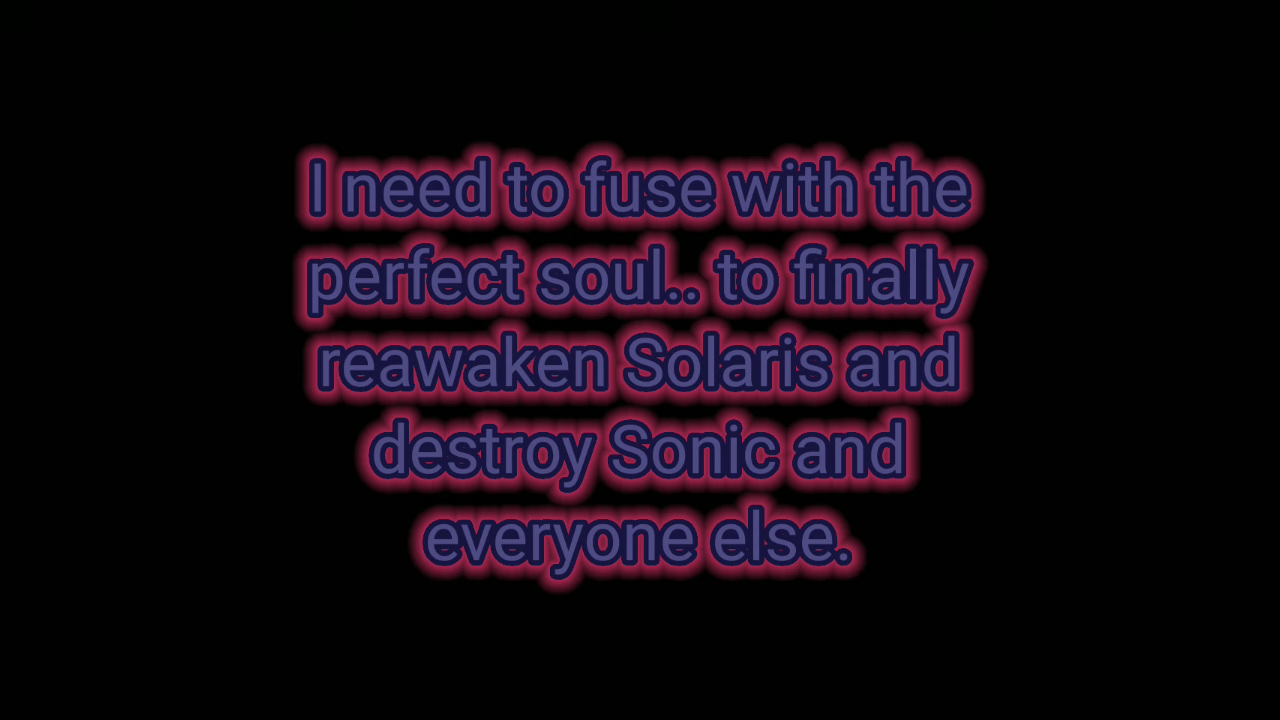 I need to fuse with the
perfect soul.. to finally
reawaken Solaris and
destroy Sonic and
everyone else.